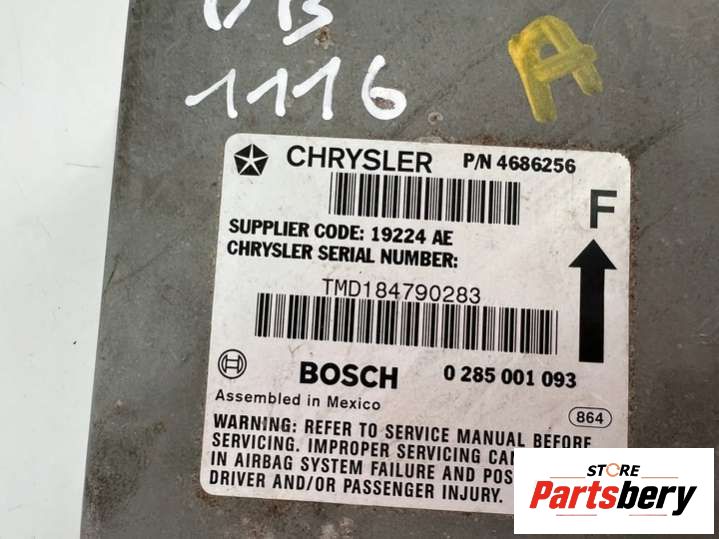 1116
A
CHRYSLER P/N 4686256
F
SUPPLIER CODE: 19224 AE
CHRYSLER SERIAL NUMBER:
TMD184790283
BOSCH 0 285 001 093
Assembled in Mexico
864
WARNING: REFER TO SERVICE MANUAL BEFORE
SERVICING. IMPROPER SERVICING CA
IN AIRBAG SYSTEM FAILURE AND POS
DRIVER AND/OR PASSENGER INJURY.
STORE
Partsbery